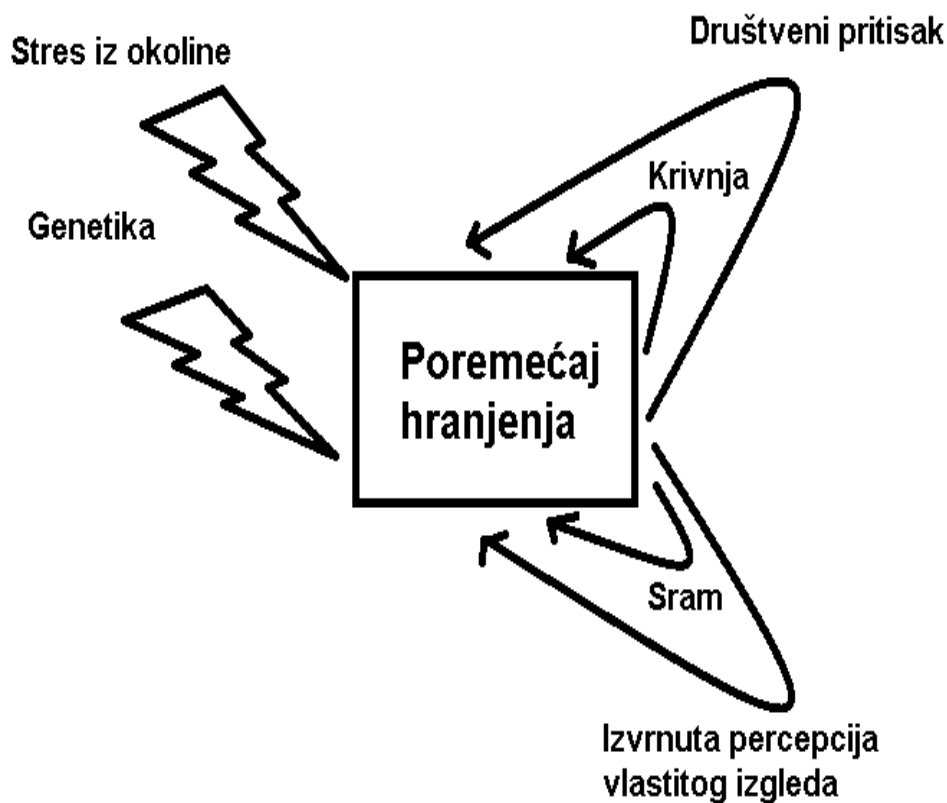 Društveni pritisak
Stres iz okoline
Krivnja
Genetika
Poremećaj
hranjenja
Sram
Izvrnuta percepcija
vlastitog izgleda